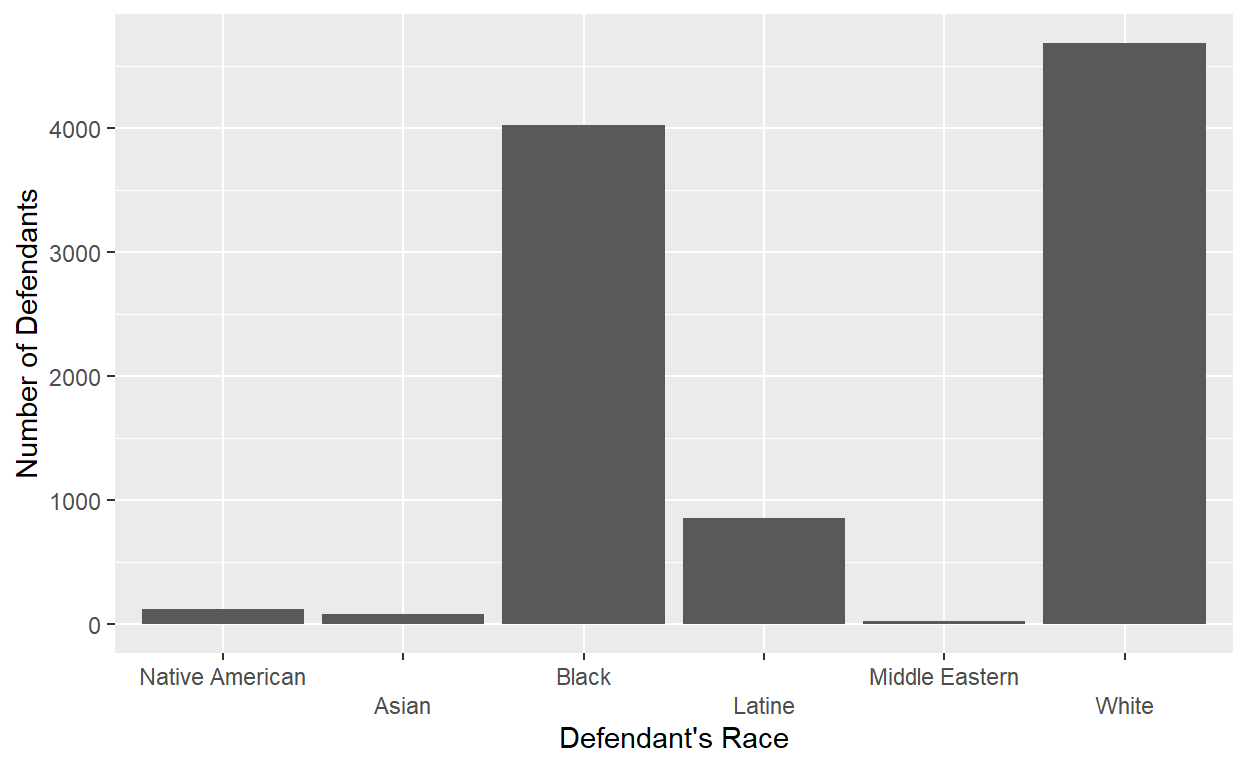 Number of Defendants
4000
3000
2000
1000
0
Native American
Asian
Black
Latine
Middle Eastern
White
Defendant's Race